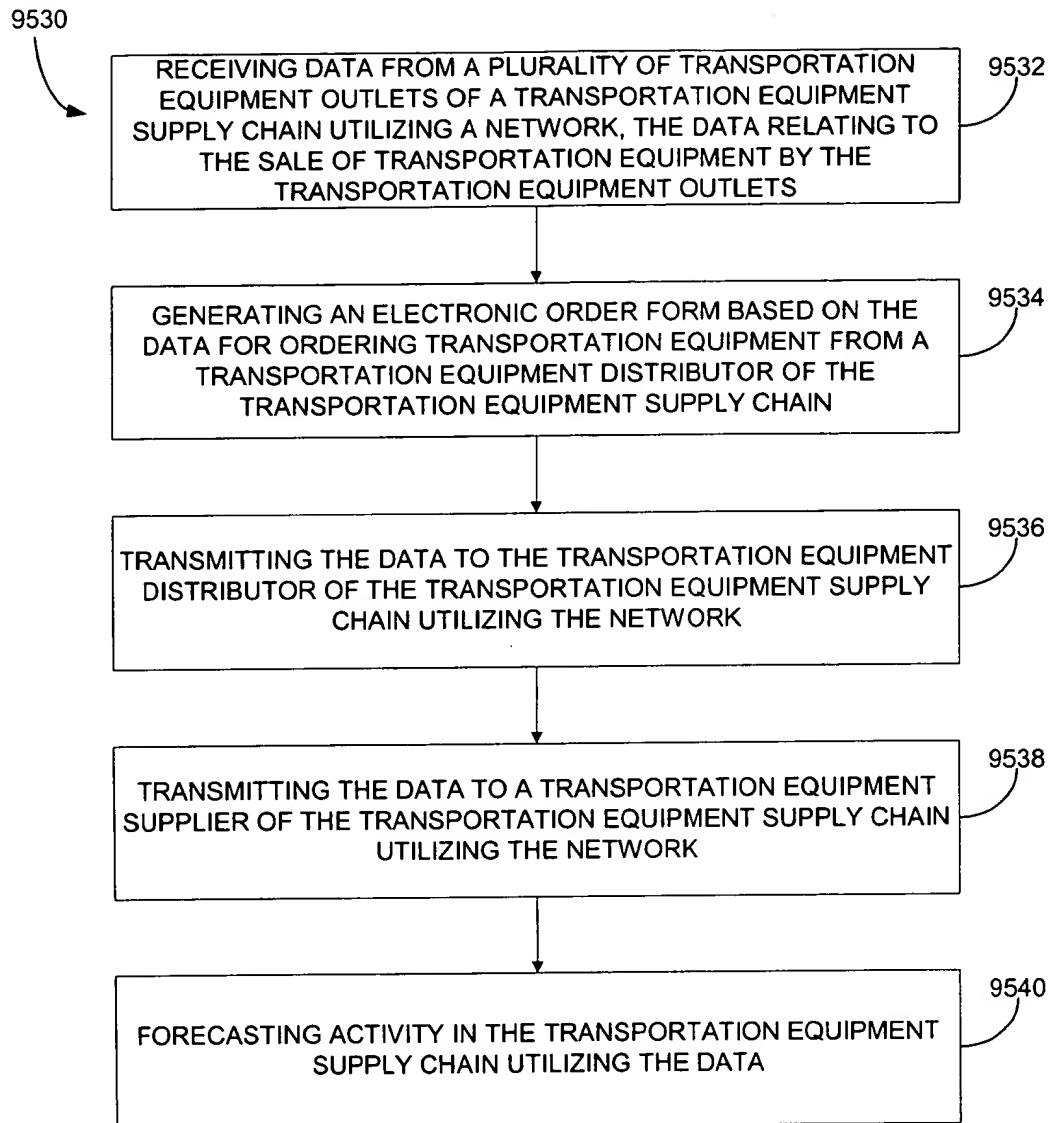 9530
RECEIVING DATA FROM A PLURALITY OF TRANSPORTATION
EQUIPMENT OUTLETS OF A TRANSPORTATION EQUIPMENT
SUPPLY CHAIN UTILIZING A NETWORK, THE DATA RELATING TO
THE SALE OF TRANSPORTATION EQUIPMENT BY THE
TRANSPORTATION EQUIPMENT OUTLETS
9532
GENERATING AN ELECTRONIC ORDER FORM BASED ON THE
DATA FOR ORDERING TRANSPORTATION EQUIPMENT FROM A
TRANSPORTATION EQUIPMENT DISTRIBUTOR OF THE
TRANSPORTATION EQUIPMENT SUPPLY CHAIN
9534
TRANSMITTING THE DATA TO THE TRANSPORTATION EQUIPMENT
DISTRIBUTOR OF THE TRANSPORTATION EQUIPMENT SUPPLY
CHAIN UTILIZING THE NETWORK
9536
TRANSMITTING THE DATA TO A TRANSPORTATION EQUIPMENT
SUPPLIER OF THE TRANSPORTATION EQUIPMENT SUPPLY CHAIN
UTILIZING THE NETWORK
9538
FORECASTING ACTIVITY IN THE TRANSPORTATION EQUIPMENT
SUPPLY CHAIN UTILIZING THE DATA
9540